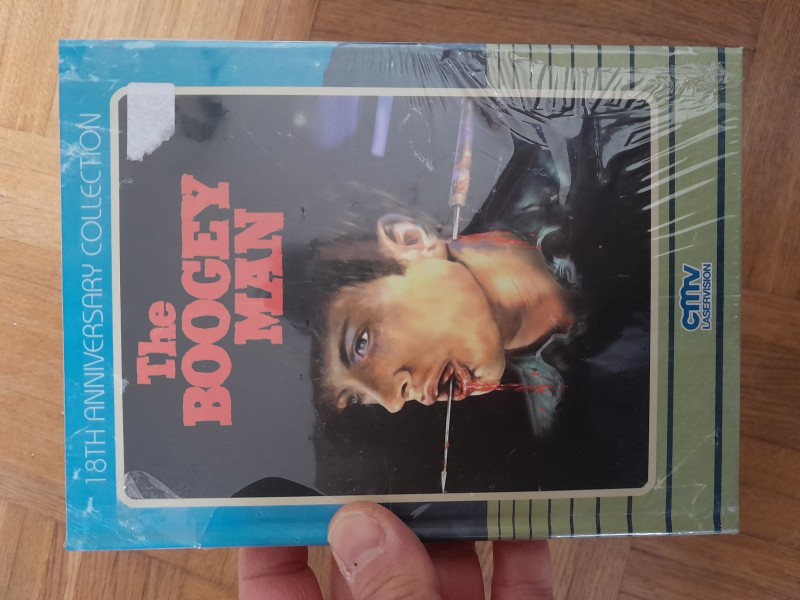 18TH ANNIVERSARY COLLECTION
The
BOOGEY
MAN
cmv
LASERVISION